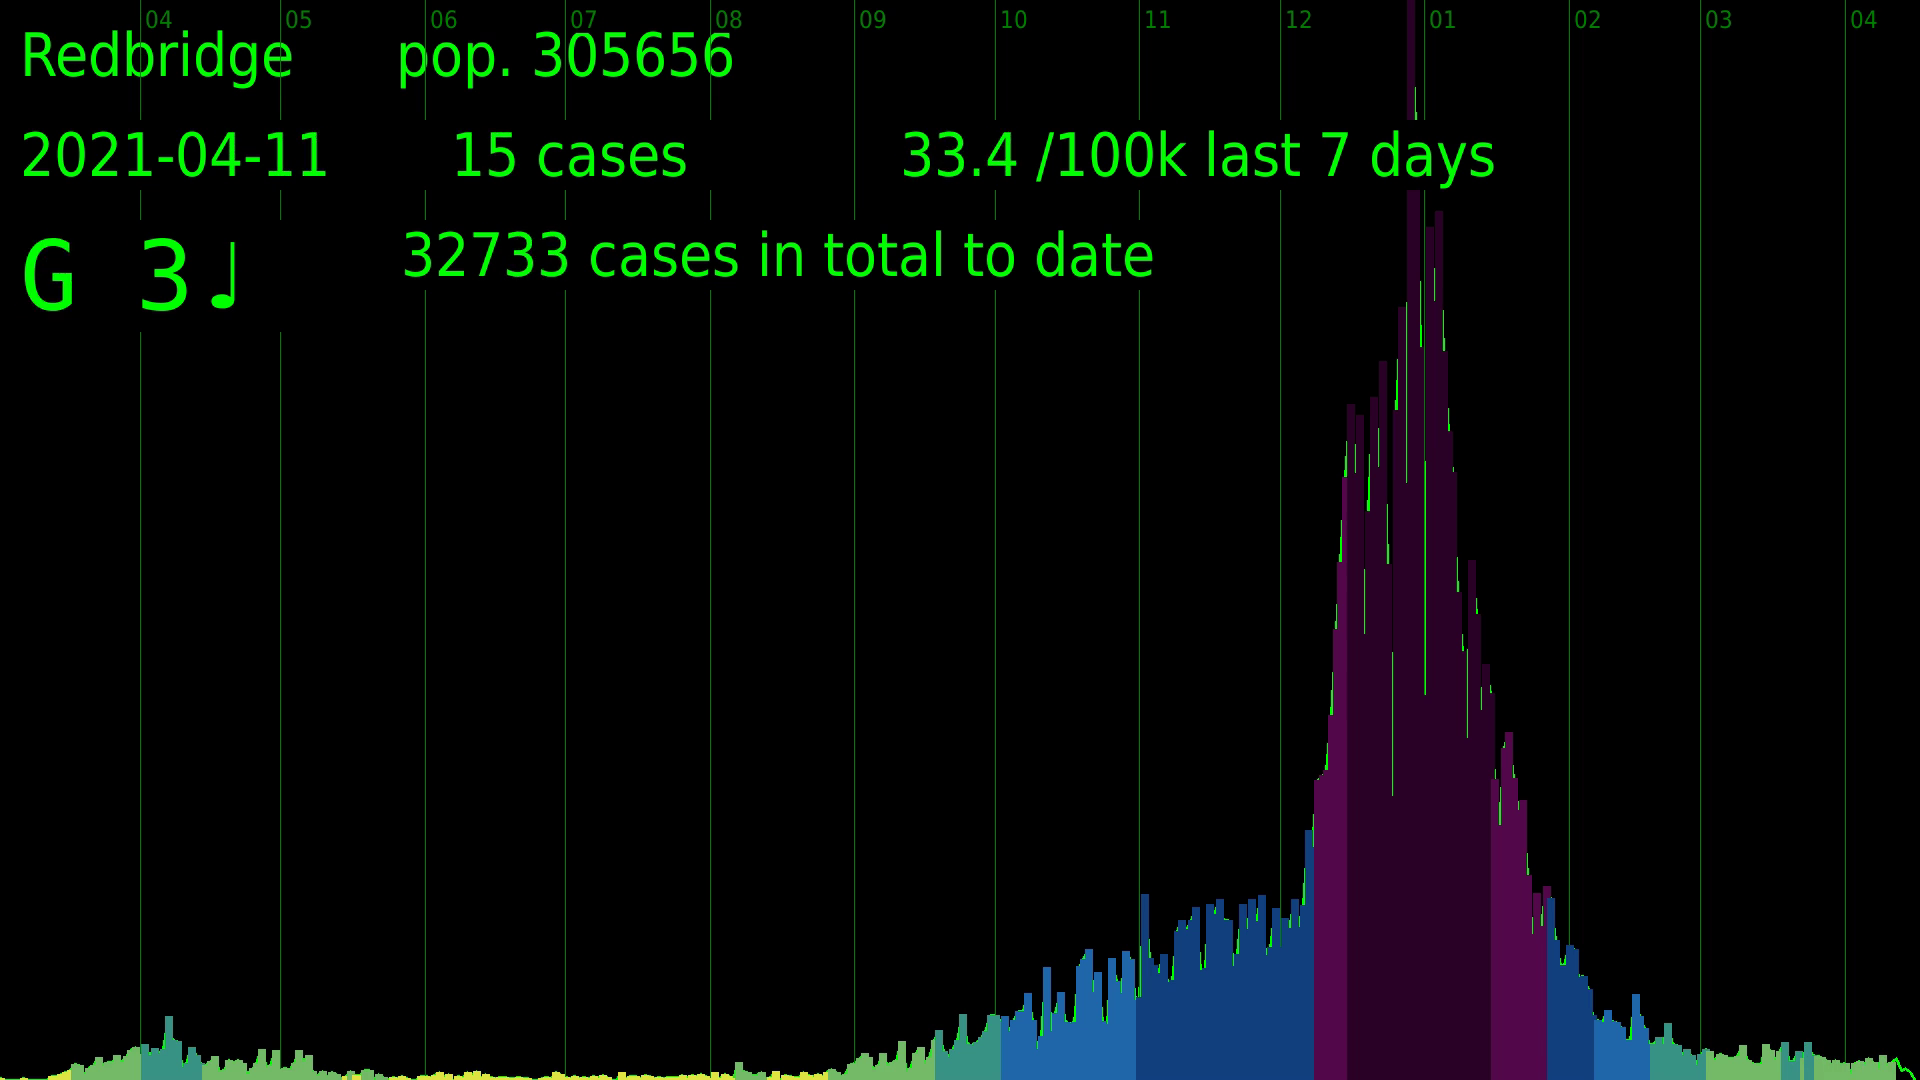 04 05 06 07 08 09 10 11 12 01 02 03 04
Redbridge pop. 305656
2021-04-11 15 cases 33.4 /100k last 7 days
G 3♩ 32733 cases in total to date